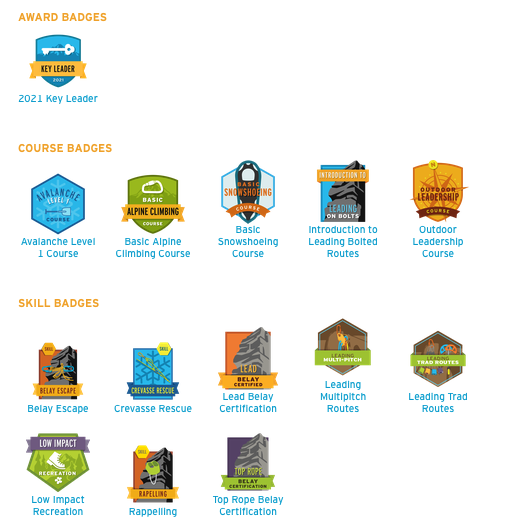 AWARD BADGES
KEY LEADER
2021
2021 Key Leader
COURSE BADGES
AVALANCHE
LEVEL 1
COURSE
BASIC
ALPINE CLIMBING
COURSE
BASIC
SNOWSHOEING
COURSE
INTRODUCTION TO
LEADING
ON BOLTS
OUTDOOR
LEADERSHIP
COURSE
Avalanche Level
1 Course
Basic Alpine
Climbing Course
Basic
Snowshoeing
Course
Introduction to
Leading Bolted
Routes
Outdoor
Leadership
Course
SKILL BADGES
SKILL
BELAY ESCAPE
SKILL
CREVASSE RESCUE
LEAD
BELAY
CERTIFIED
LEADING
MULTI-PITCH
LEADING
TRAD ROUTES
Belay Escape
Crevasse Rescue
Lead Belay
Certification
Leading
Multipitch
Routes
Leading Trad
Routes
LOW IMPACT
RECREATION
SKILL
RAPPELLING
TOP ROPE
BELAY
CERTIFICATION
Low Impact
Recreation
Rappelling
Top Rope Belay
Certification